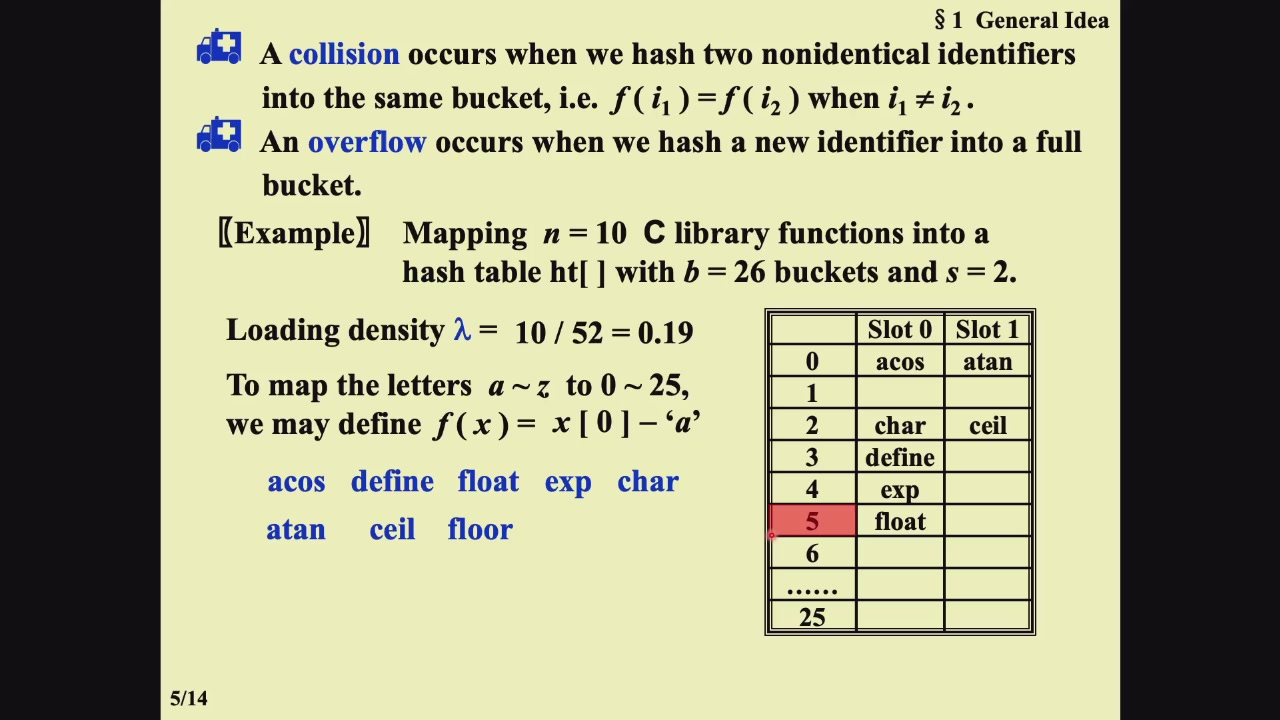 §1 General Idea
A collision occurs when we hash two nonidentical identifiers
into the same bucket, i.e. f ( i1 ) = f ( i2 ) when i1 ≠ i2 .
An overflow occurs when we hash a new identifier into a full
bucket.
〖Example〗 Mapping n = 10 C library functions into a
hash table ht[ ] with b = 26 buckets and s = 2.
Loading density λ = 10 / 52 = 0.19
To map the letters a ~ z to 0 ~ 25,
we may define f ( x ) = x [ 0 ] – ‘a’
acos define float exp char
atan ceil floor
Slot 0 Slot 1
0 acos atan
1
2 char ceil
3 define
4 exp
5 float
6
……
25
5/14